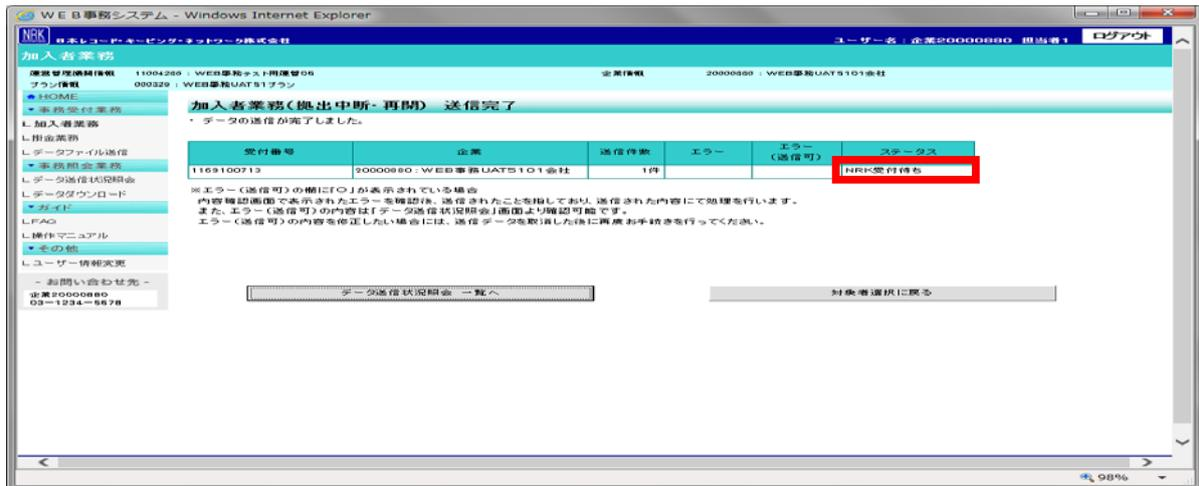 WEB事務システム - Windows Internet Explorer
NRK 日本レコード・キーピング・ネットワーク株式会社 ユーザー名:企業20000880 担当者1 ログアウト
加入者業務
運営管理機関情報 11004286 : WEB事務テスト用運管06 企業情報 20000880 : WEB事務UAT5101会社
プラン情報 000329 : WEB事務UAT51プラン
HOME
事務受付業務
加入者業務
掛金業務
データファイル送信
事務照会業務
データ送信状況照会
データダウンロード
ガイド
FAQ
操作マニュアル
その他
ユーザー情報変更
- お問い合わせ先 -
企業20000880
03-1234-5678
加入者業務(拠出中断・再開) 送信完了
・ データの送信が完了しました。
受付番号 企業 送信件数 エラー エラー(送信可) ステータス
1169100713 20000880:WEB事務UAT5101会社 1件 NRK受付待ち
※エラー(送信可)の欄に「○」が表示されている場合
内容確認画面で表示されたエラーを確認後、送信されたことを指しており、送信された内容にて処理を行います。
また、エラー(送信可)の内容は「データ送信状況照会」画面より確認可能です。
エラー(送信可)の内容を修正したい場合には、送信データを取消した後に再度お手続きを行ってください。
データ送信状況照会 一覧へ 対象者選択に戻る
98%